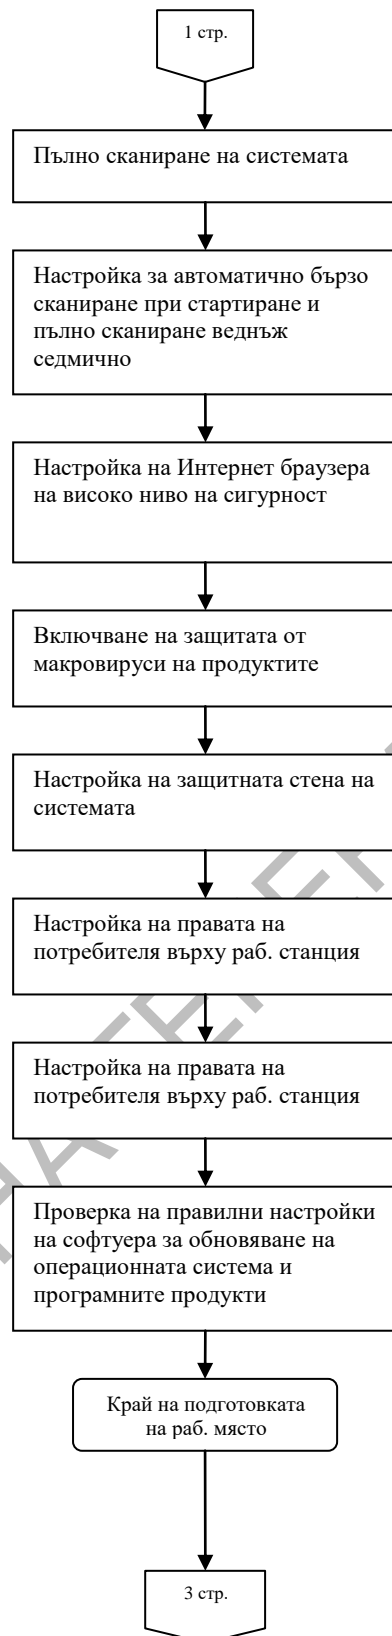 1 стр.
Пълно сканиране на системата
Настройка за автоматично бързо
сканиране при стартиране и
пълно сканиране веднъж
седмично
Настройка на Интернет браузера
на високо ниво на сигурност
Включване на защитата от
макровируси на продуктите
Настройка на защитната стена на
системата
Настройка на правата на
потребителя върху раб. станция
Настройка на правата на
потребителя върху раб. станция
Проверка на правилни настройки
на софтуера за обновяване на
операционната система и
програмните продукти
Край на подготовката
на раб. място
3 стр.